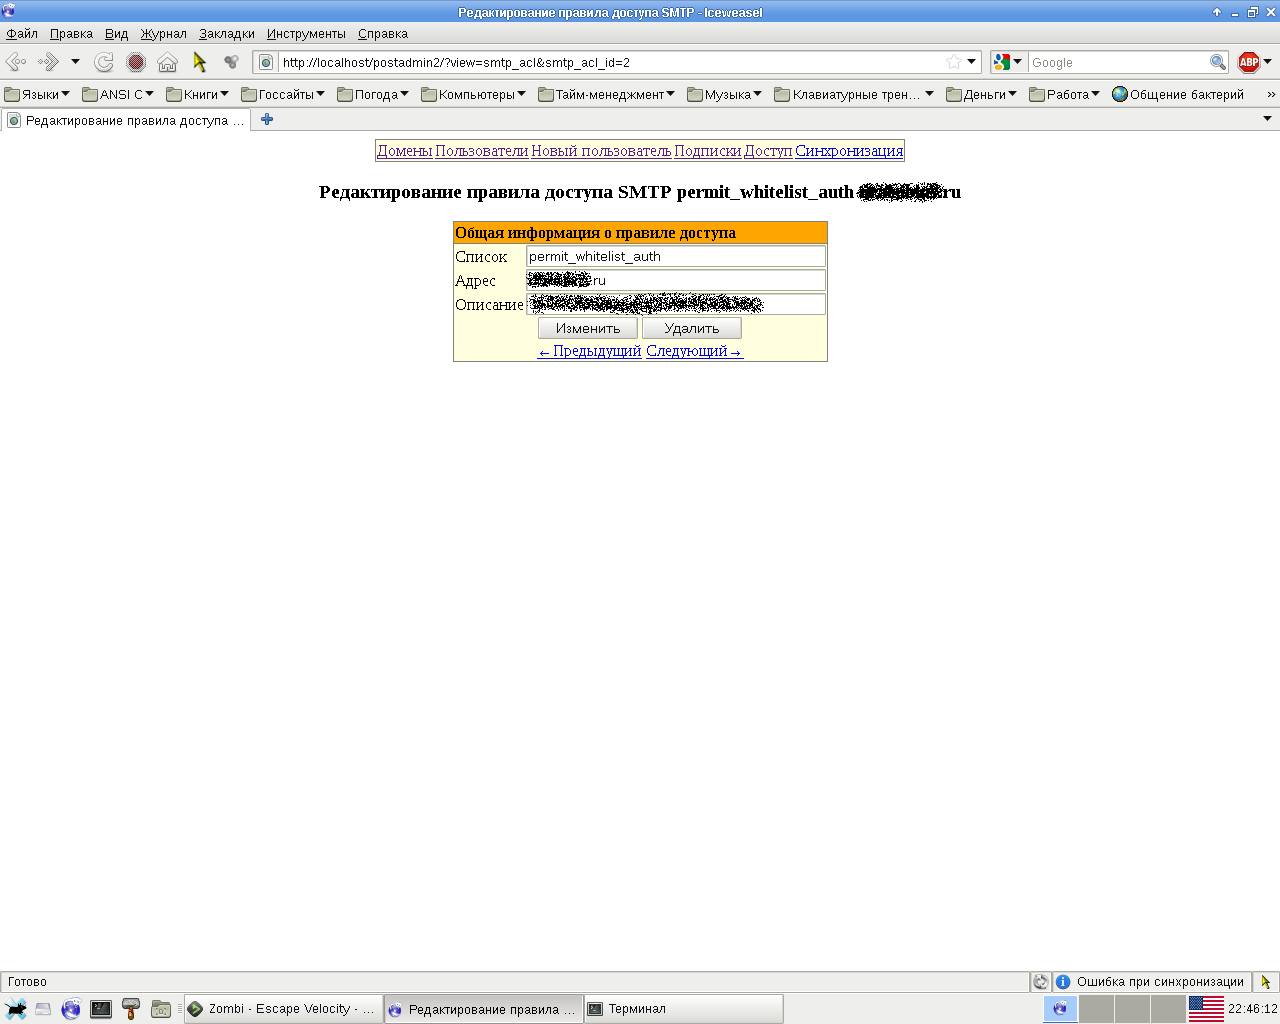 Редактирование правила доступа SMTP - Iceweasel
Файл Правка Вид Журнал Закладки Инструменты Справка
http://localhost/postadmin2/?view=smtp_acl&smtp_acl_id=2 Google ABP
Языки ANSI C Книги Госсайты Погода Компьютеры Тайм-менеджмент Музыка Клавиатурные трен... Деньги Работа Общение бактерий »
Редактирование правила доступа ...
Домены Пользователи Новый пользователь Подписки Доступ Синхронизация
Редактирование правила доступа SMTP permit_whitelist_auth .ru
Общая информация о правиле доступа
Список permit_whitelist_auth
Адрес .ru
Описание
Изменить Удалить
←Предыдущий Следующий→
Готово Ошибка при синхронизации
Zombi - Escape Velocity - ... Редактирование правила ... Терминал 22:46:12